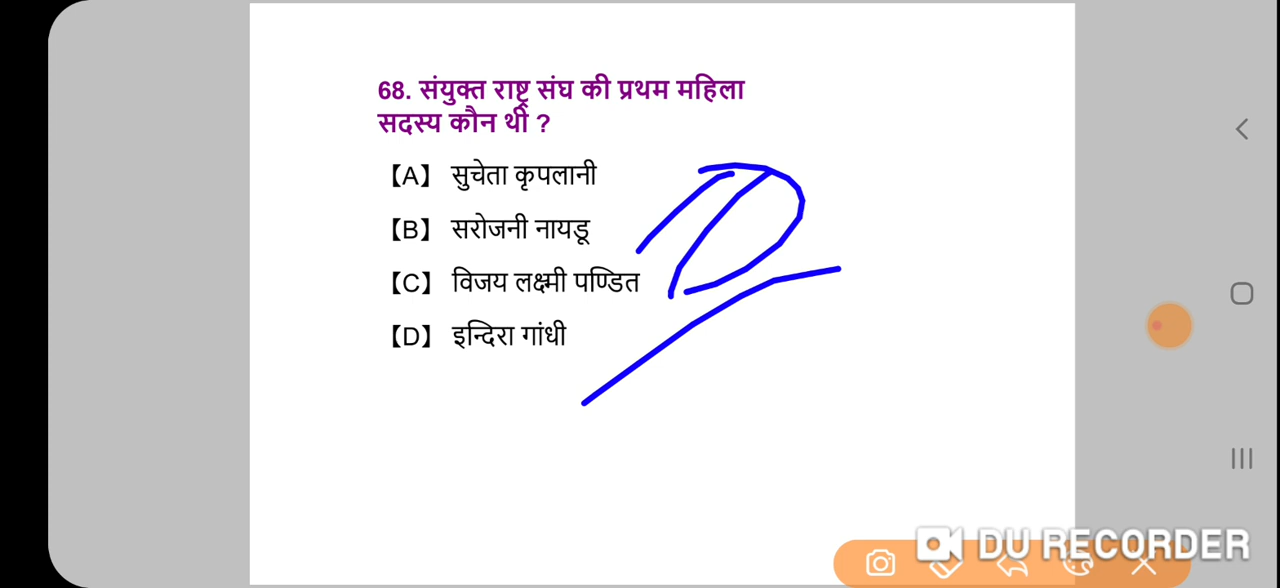 68. संयुक्त राष्ट्र संघ की प्रथम महिला
सदस्य कौन थी ?
【A】 सुचेता कृपलानी
【B】 सरोजनी नायडू
【C】 विजय लक्ष्मी पण्डित
【D】 इन्दिरा गांधी
D
DU RECORDER